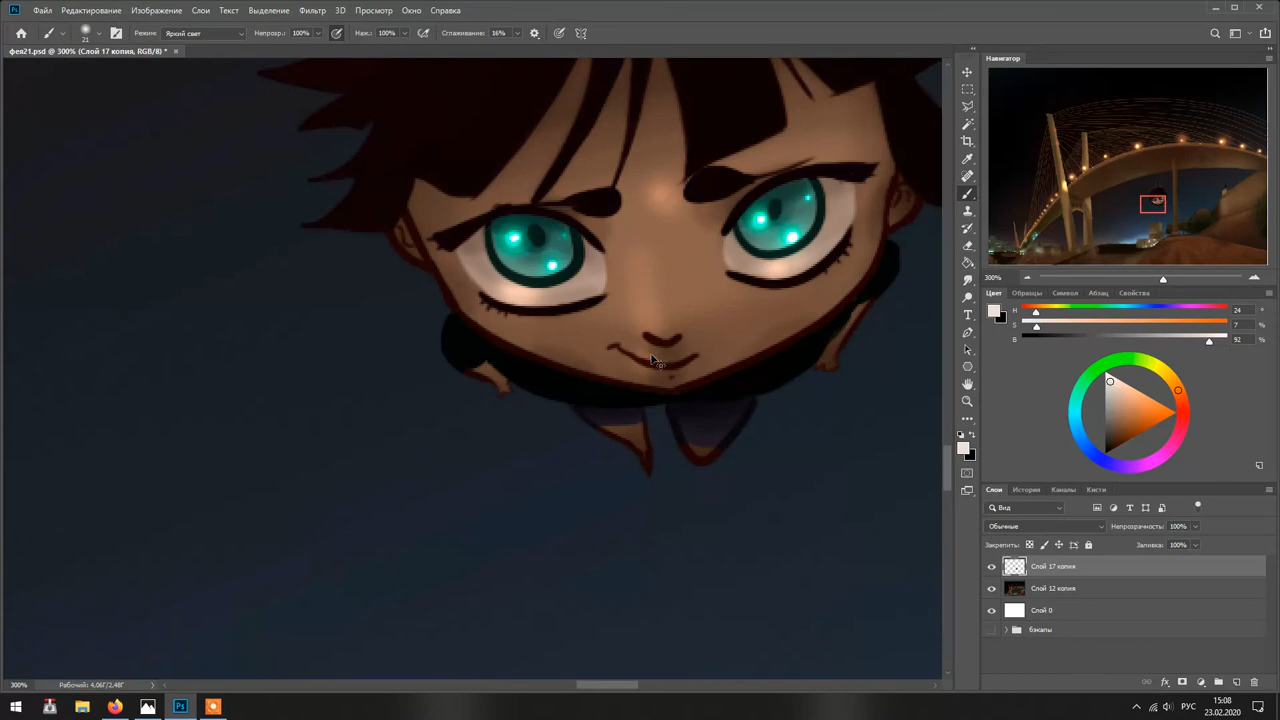 Файл Редактирование Изображение Слои Текст Выделение Фильтр 3D Просмотр Окно Справка
21 Режим: Яркий свет Непрозр.: 100% Наж.: 100% Сглаживание: 16%
фея21.psd @ 300% (Слой 17 копия, RGB/8) *
Навигатор
300%
Цвет Образцы Символ Абзац Свойства
H 24 °
S 7 %
B 92 %
Слои История Каналы Кисти
Вид
Обычные Непрозрачность: 100%
Закрепить: Заливка: 100%
Слой 17 копия
Слой 12 копия
Слой 0
бэкапы
300% Рабочий: 4,06Г/2,48Г
Ps Ps РУС 15:08
23.02.2020